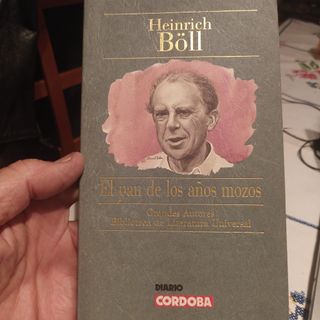 Heinrich
Böll
El pan de los años mozos
Grandes Autores
Biblioteca de Literatura Universal
DIARIO
CORDOBA